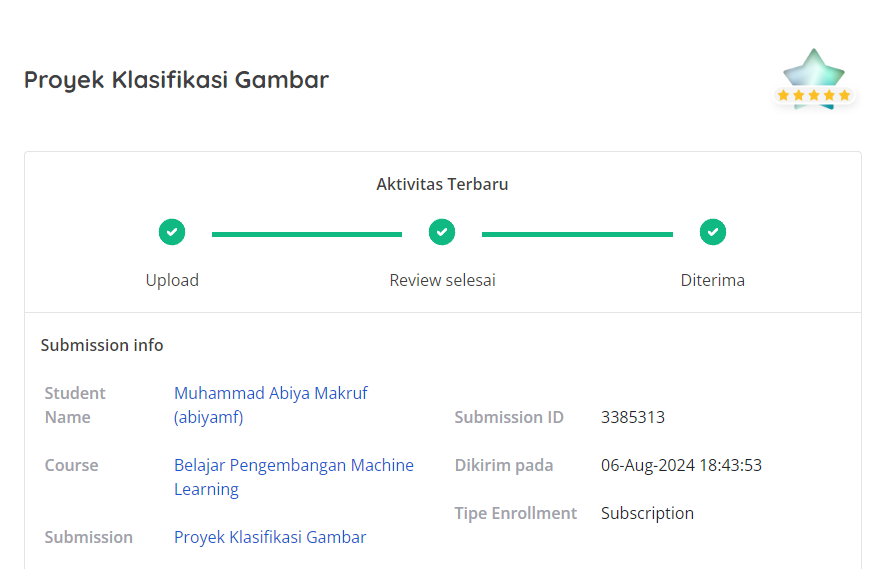 Proyek Klasifikasi Gambar
Aktivitas Terbaru
Upload
Review selesai
Diterima
Submission info
Student
Name
Muhammad Abiya Makruf
(abiyamf)
Course
Belajar Pengembangan Machine
Learning
Submission
Proyek Klasifikasi Gambar
Submission ID
3385313
Dikirim pada
06-Aug-2024 18:43:53
Tipe Enrollment
Subscription